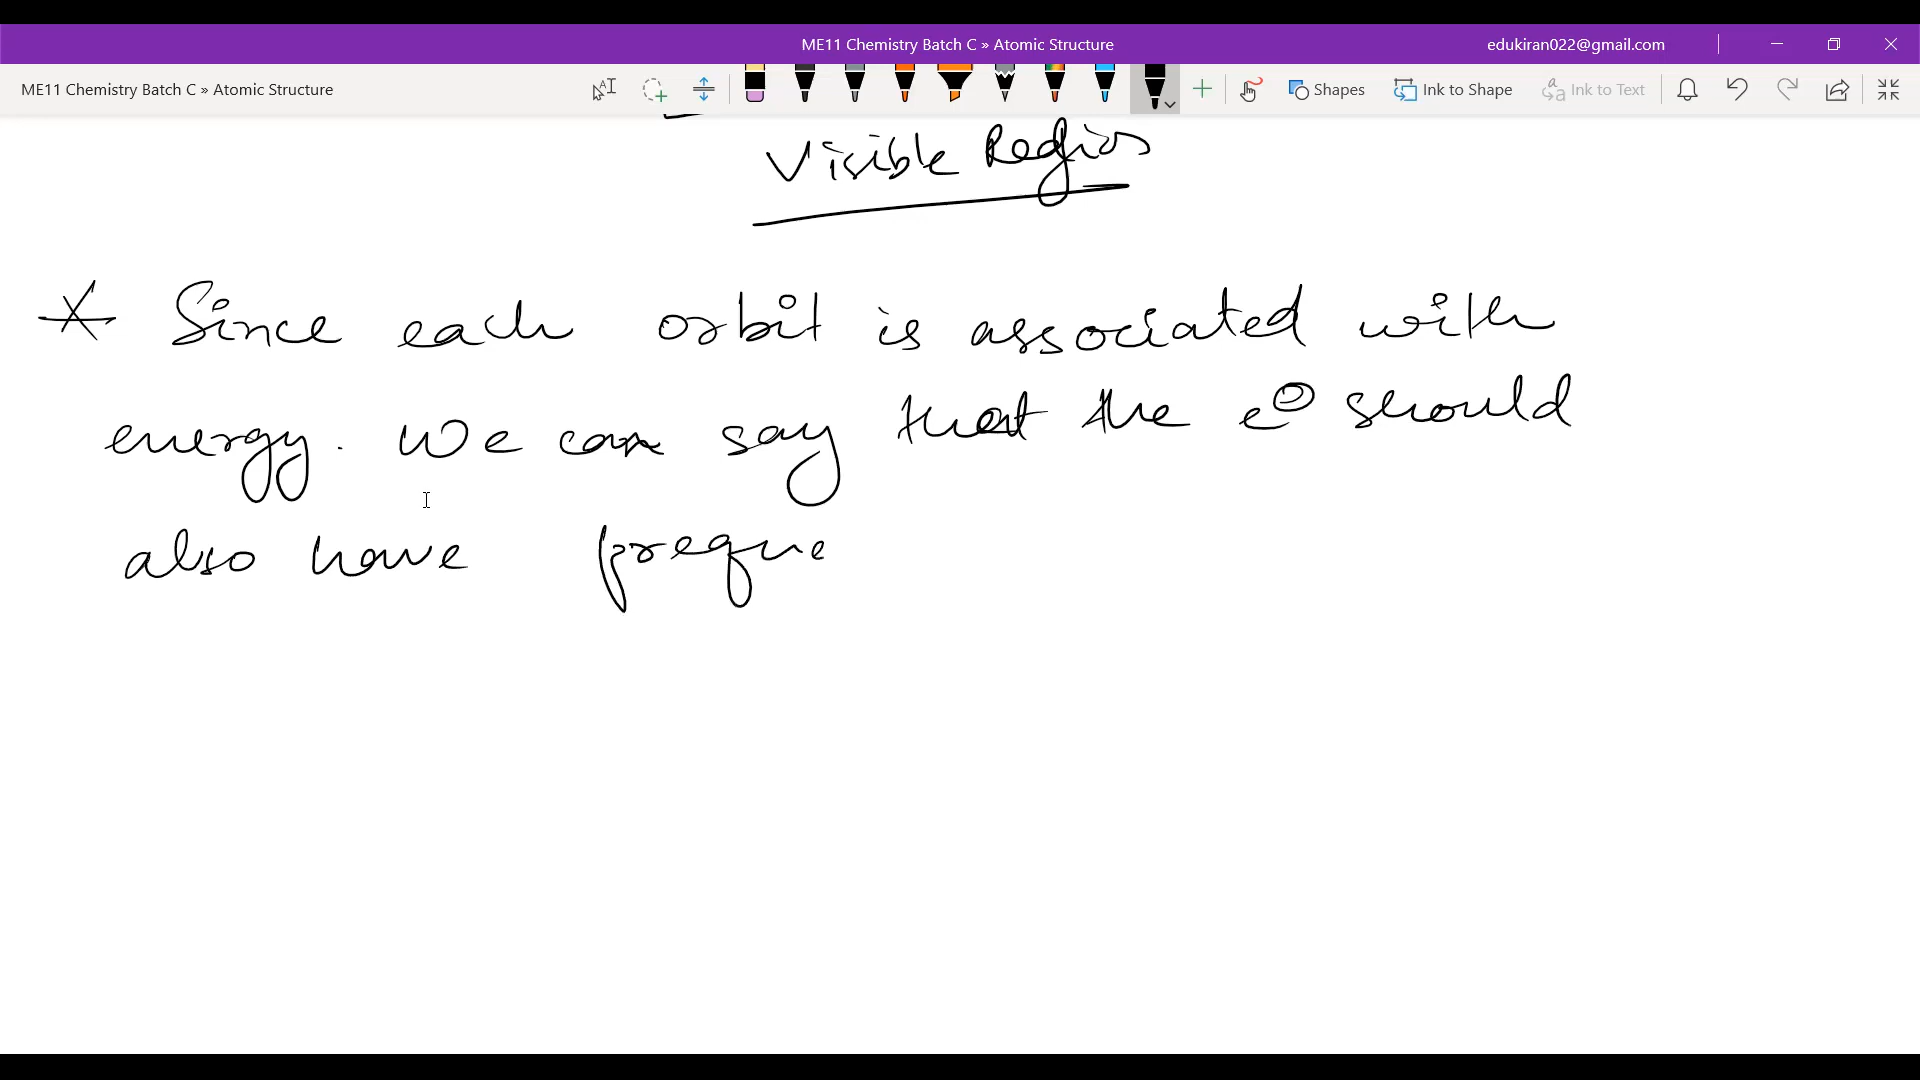 ME11 Chemistry Batch C » Atomic Structure
edukiran022@gmail.com
ME11 Chemistry Batch C » Atomic Structure
Shapes
Ink to Shape
Ink to Text
Visible Region
* Since each orbit is associated with
energy. We can say that the e⊖ should
also have freque